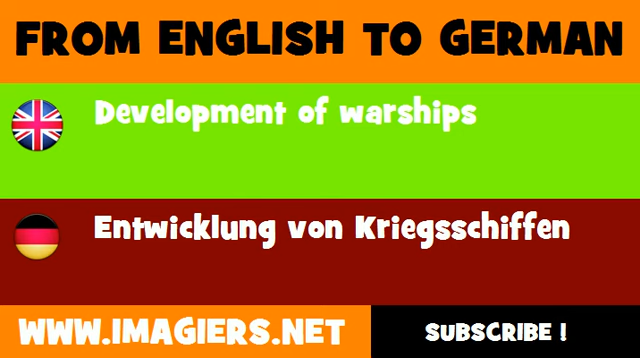 FROM ENGLISH TO GERMAN
Development of warships
Entwicklung von Kriegsschiffen
WWW.IMAGIERS.NET
SUBSCRIBE !